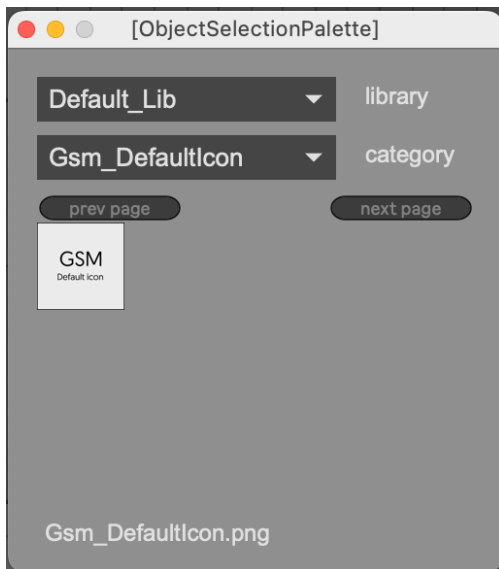 [ObjectSelectionPalette]
Default_Lib library
Gsm_DefaultIcon category
prev page next page
GSM
Default icon
Gsm_DefaultIcon.png